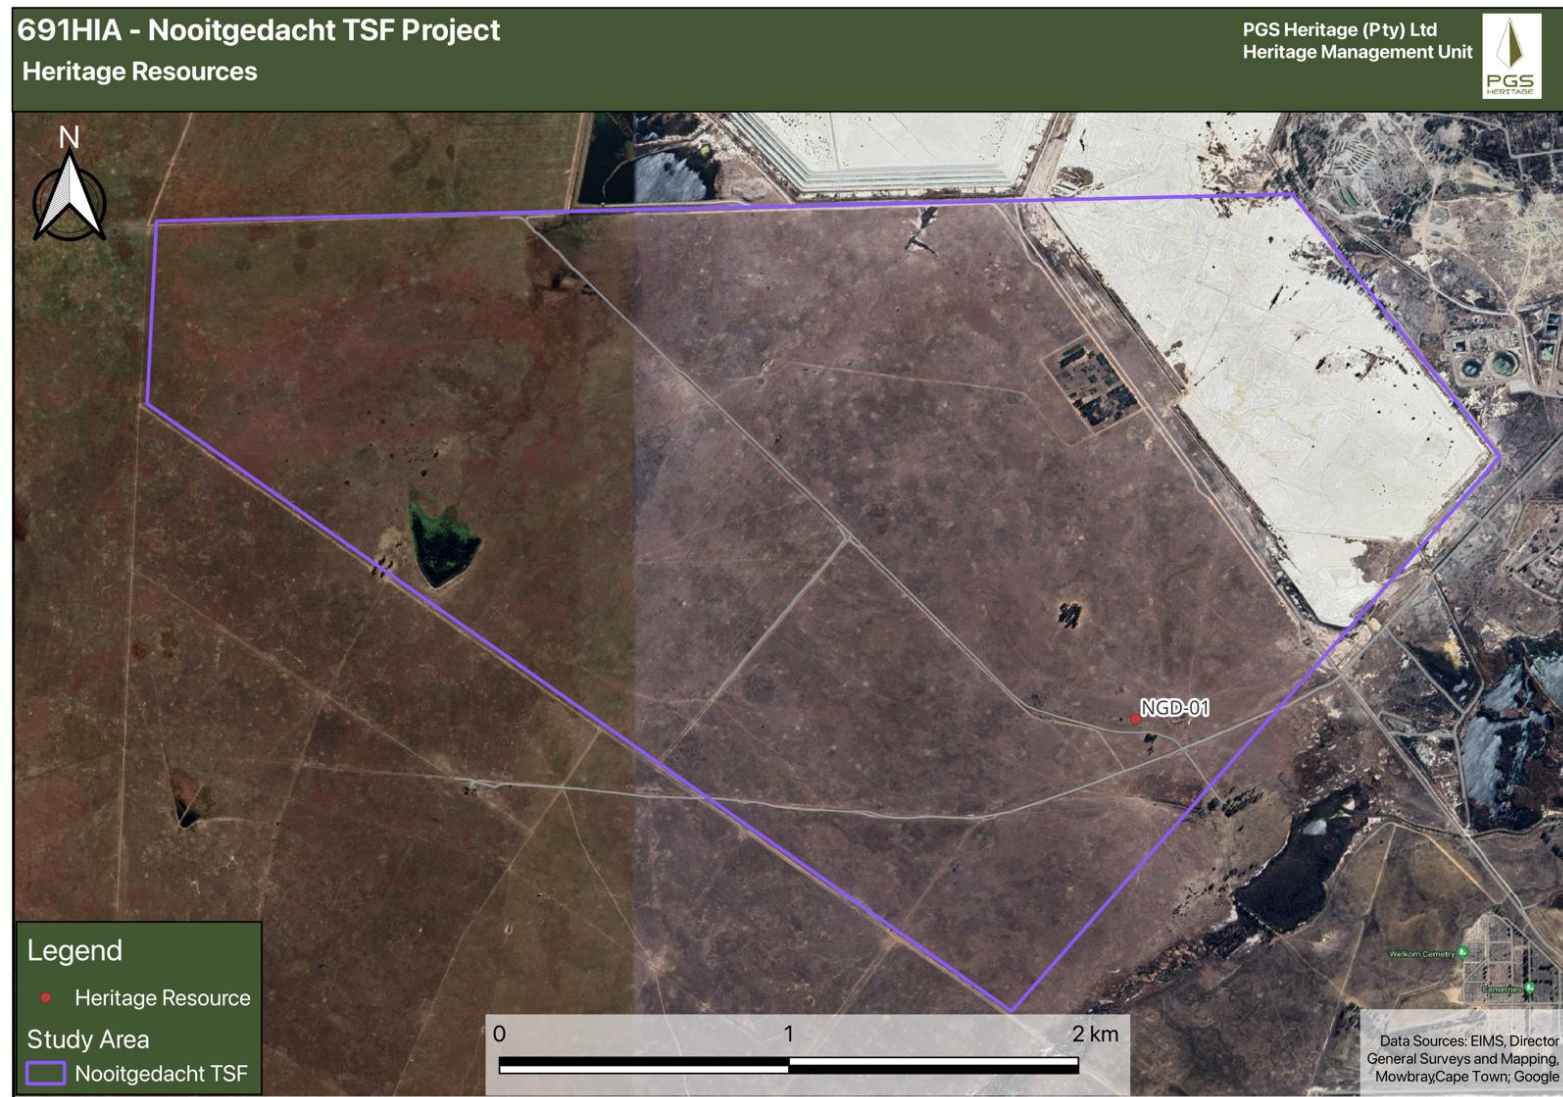 691HIA - Nooitgedacht TSF Project
Heritage Resources
PGS Heritage (Pty) Ltd
Heritage Management Unit
PGS
HERITAGE
N
NGD-01
Welkom Cemetry
Cemeteries
Legend
Heritage Resource
Study Area
Nooitgedacht TSF
0 1 2 km
Data Sources: EIMS, Director
General Surveys and Mapping,
Mowbray,Cape Town; Google